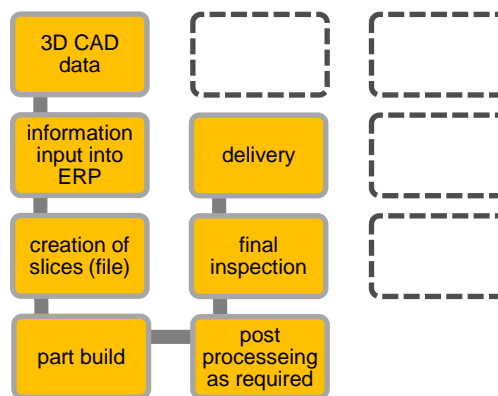 3D CAD
data
information
input into
ERP
creation of
slices (file)
part build
post
processeing
as required
final
inspection
delivery